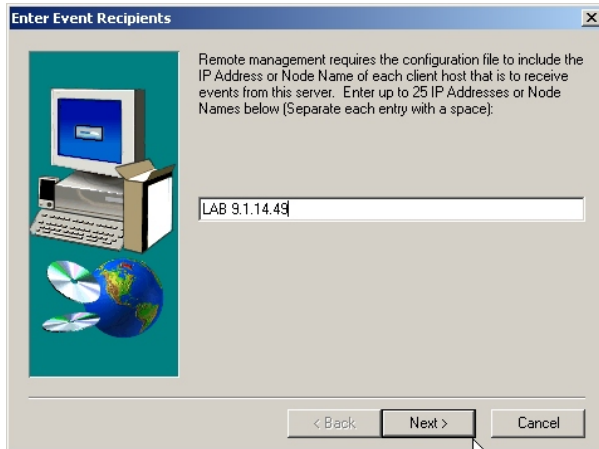 Enter Event Recipients
Remote management requires the configuration file to include the
IP Address or Node Name of each client host that is to receive
events from this server. Enter up to 25 IP Addresses or Node
Names below (Separate each entry with a space):
LAB 9.1.14.49
< Back
Next >
Cancel